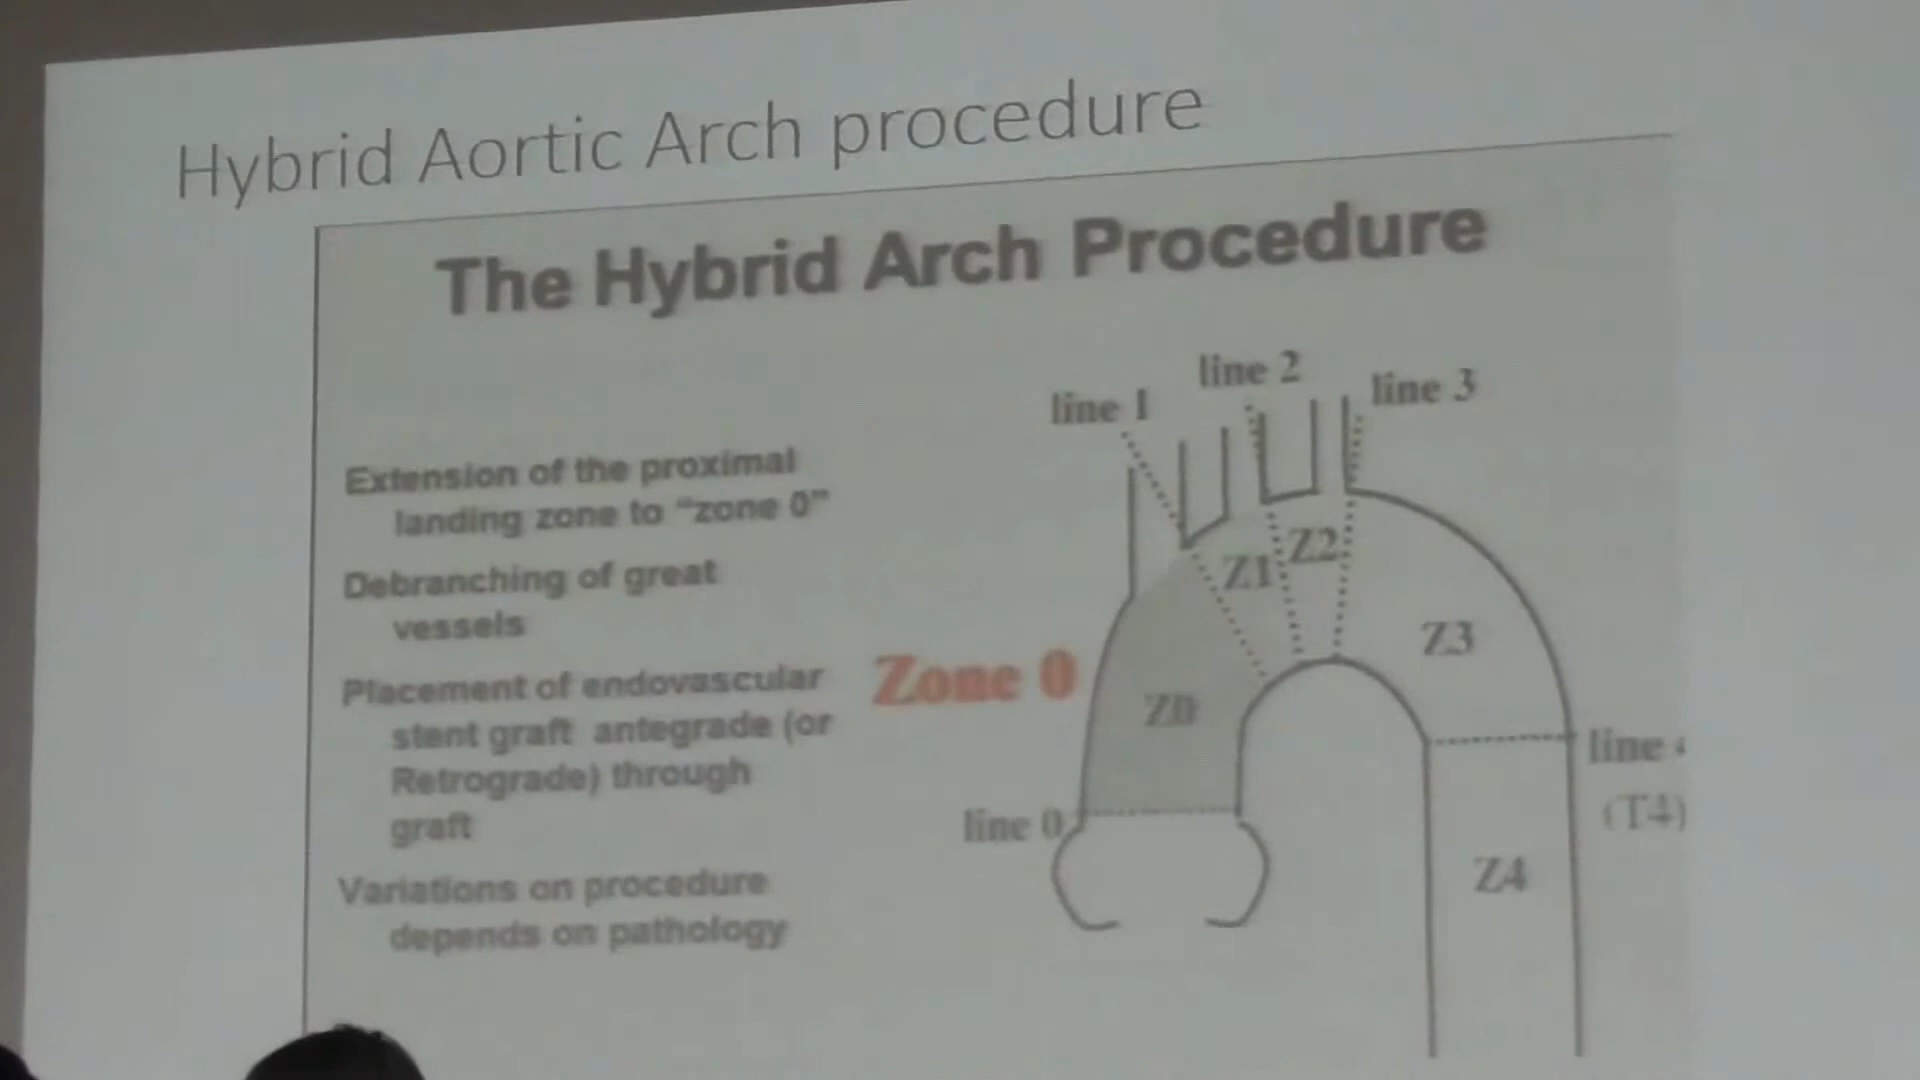 Hybrid Aortic Arch procedure
The Hybrid Arch Procedure
Extension of the proximal
landing zone to "zone 0"
Debranching of great
vessels
Placement of endovascular
stent graft antegrade (or
Retrograde) through
graft
Variations on procedure
depends on pathology
Zone 0
line 1
line 2
line 3
Z1
Z2
Z3
Z0
line 0
line
(T4)
Z4